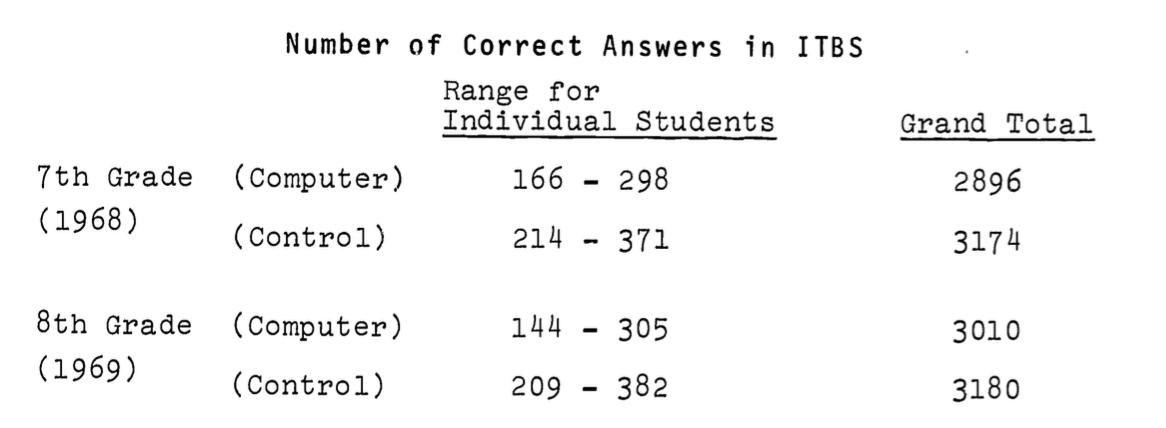 Number of Correct Answers in ITBS
Range for
Individual Students Grand Total
7th Grade (Computer) 166 - 298 2896
(1968)
(Control) 214 - 371 3174
8th Grade (Computer) 144 - 305 3010
(1969)
(Control) 209 - 382 3180